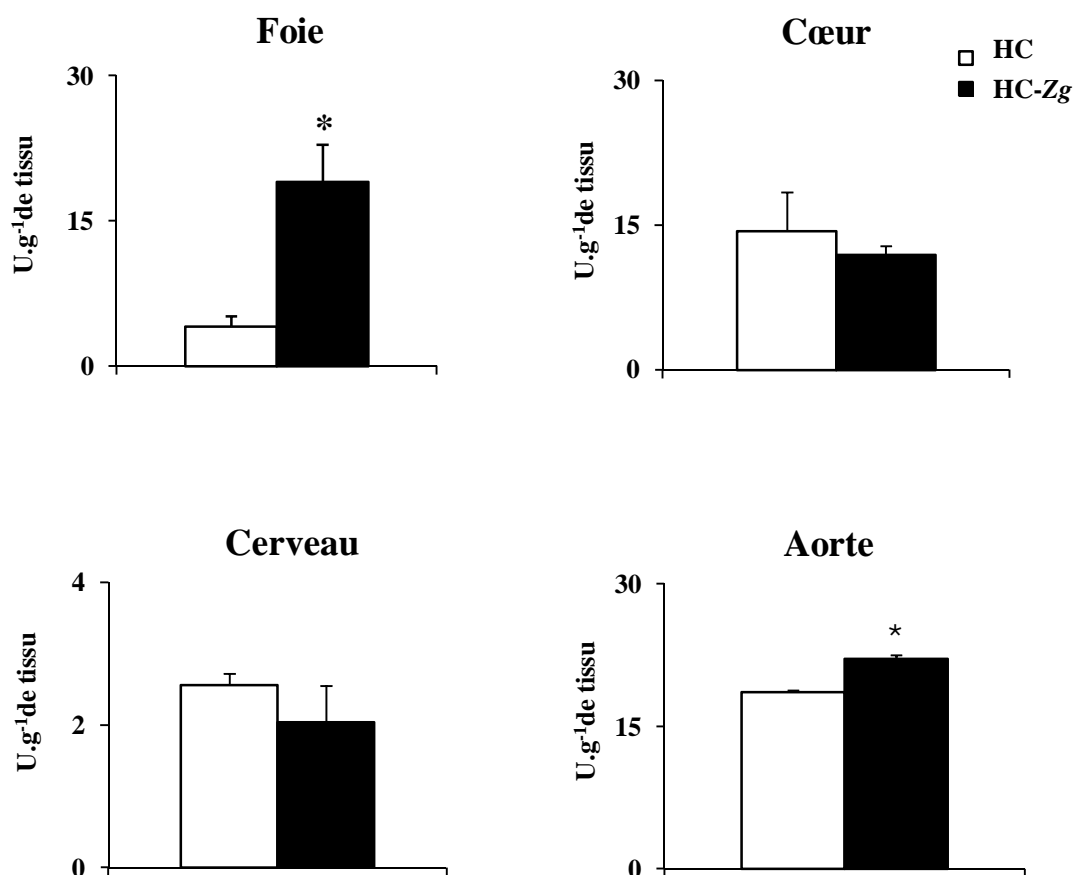 Foie
30
15
0
U.g-1de tissu
*
Cœur
30
15
0
U.g-1de tissu
HC
HC-Zg
Cerveau
4
2
0
U.g-1de tissu
Aorte
30
15
0
U.g-1de tissu
*